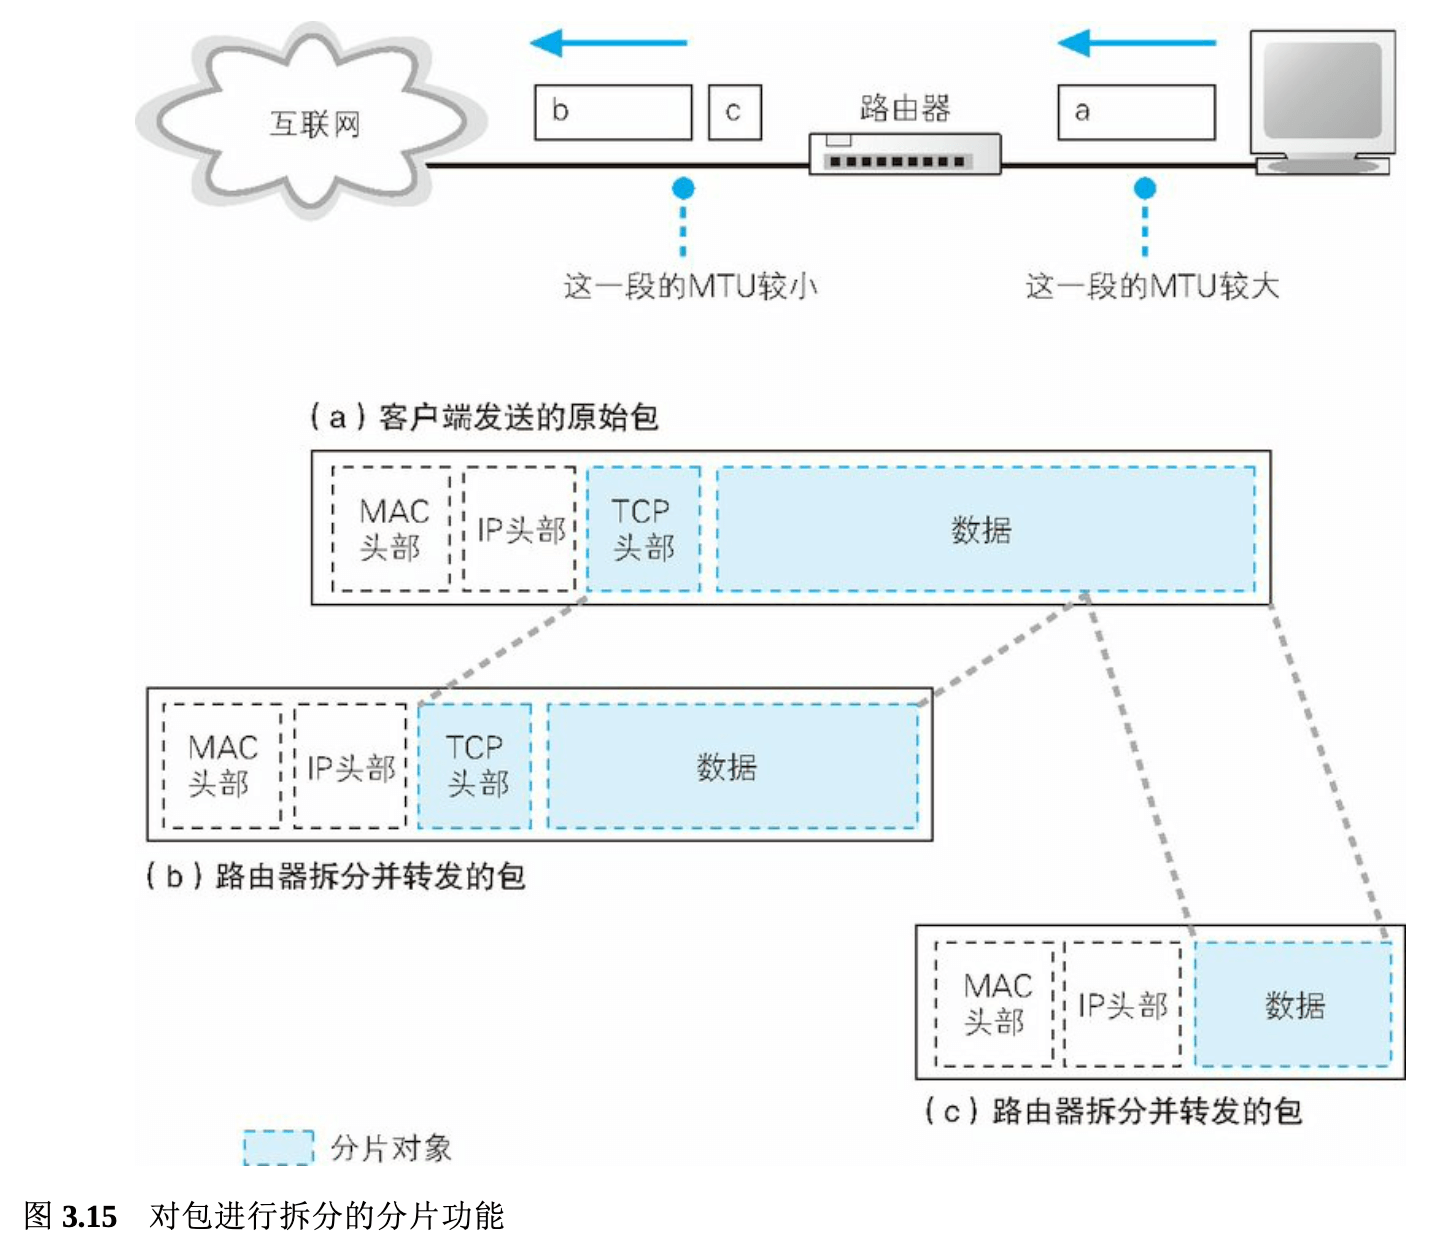 互联网
b
c
路由器
a
这一段的MTU较小
这一段的MTU较大
(a)客户端发送的原始包
MAC
头部
IP头部
TCP
头部
数据
MAC
头部
IP头部
TCP
头部
数据
(b)路由器拆分并转发的包
MAC
头部
IP头部
数据
(c)路由器拆分并转发的包
分片对象
图 3.15 对包进行拆分的分片功能